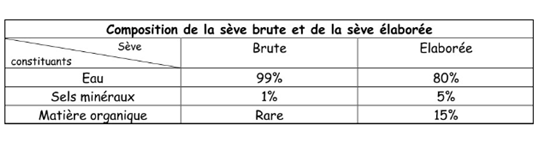 Composition de la sève brute et de la sève élaborée
Sève
constituants
Brute
Elaborée
Eau 99% 80%
Sels minéraux 1% 5%
Matière organique Rare 15%